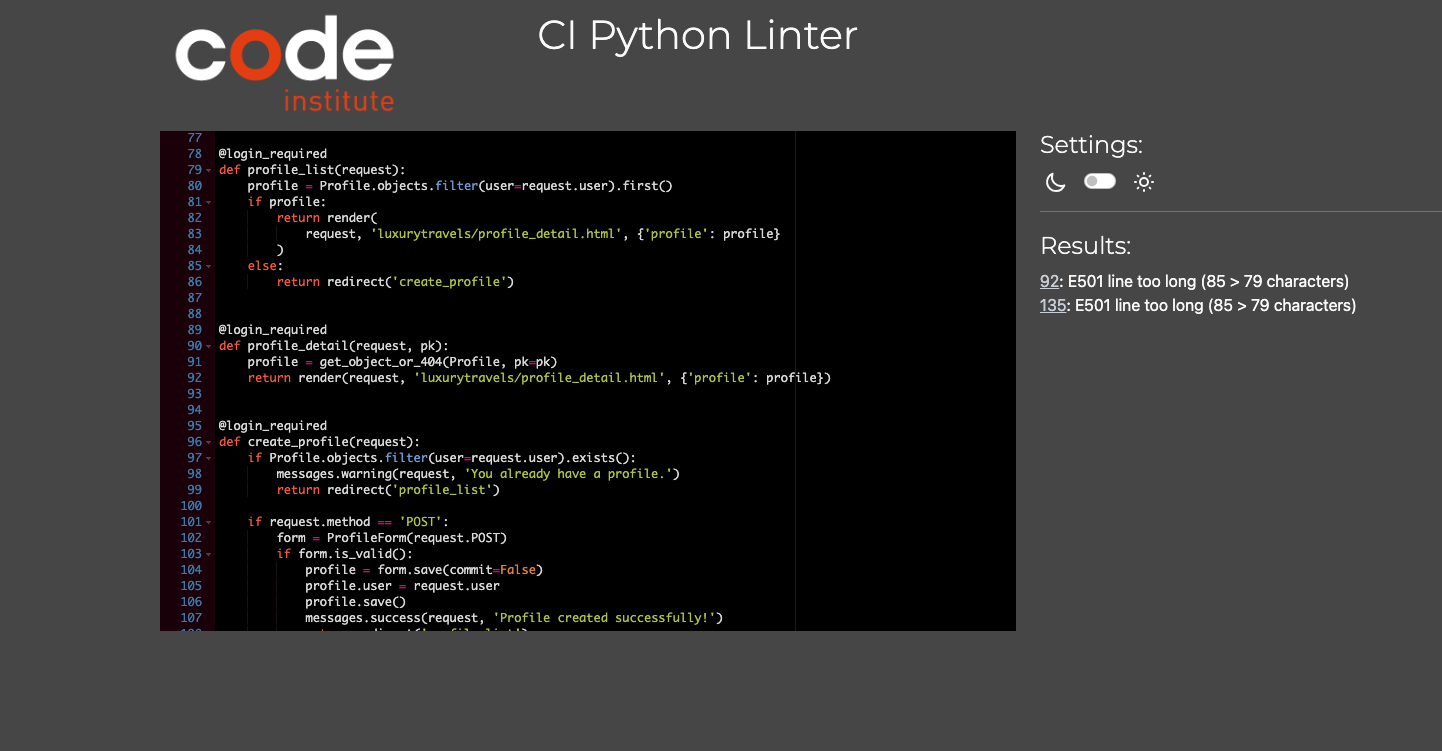 code
institute
CI Python Linter
77
78 @login_required
79 def profile_list(request):
80     profile = Profile.objects.filter(user=request.user).first()
81     if profile:
82         return render(
83             request, 'luxurytravels/profile_detail.html', {'profile': profile}
84         )
85     else:
86         return redirect('create_profile')
87
88
89 @login_required
90 def profile_detail(request, pk):
91     profile = get_object_or_404(Profile, pk=pk)
92     return render(request, 'luxurytravels/profile_detail.html', {'profile': profile})
93
94
95 @login_required
96 def create_profile(request):
97     if Profile.objects.filter(user=request.user).exists():
98         messages.warning(request, 'You already have a profile.')
99         return redirect('profile_list')
100
101     if request.method == 'POST':
102         form = ProfileForm(request.POST)
103         if form.is_valid():
104             profile = form.save(commit=False)
105             profile.user = request.user
106             profile.save()
107             messages.success(request, 'Profile created successfully!')
Settings:
Results:
92: E501 line too long (85 > 79 characters)
135: E501 line too long (85 > 79 characters)